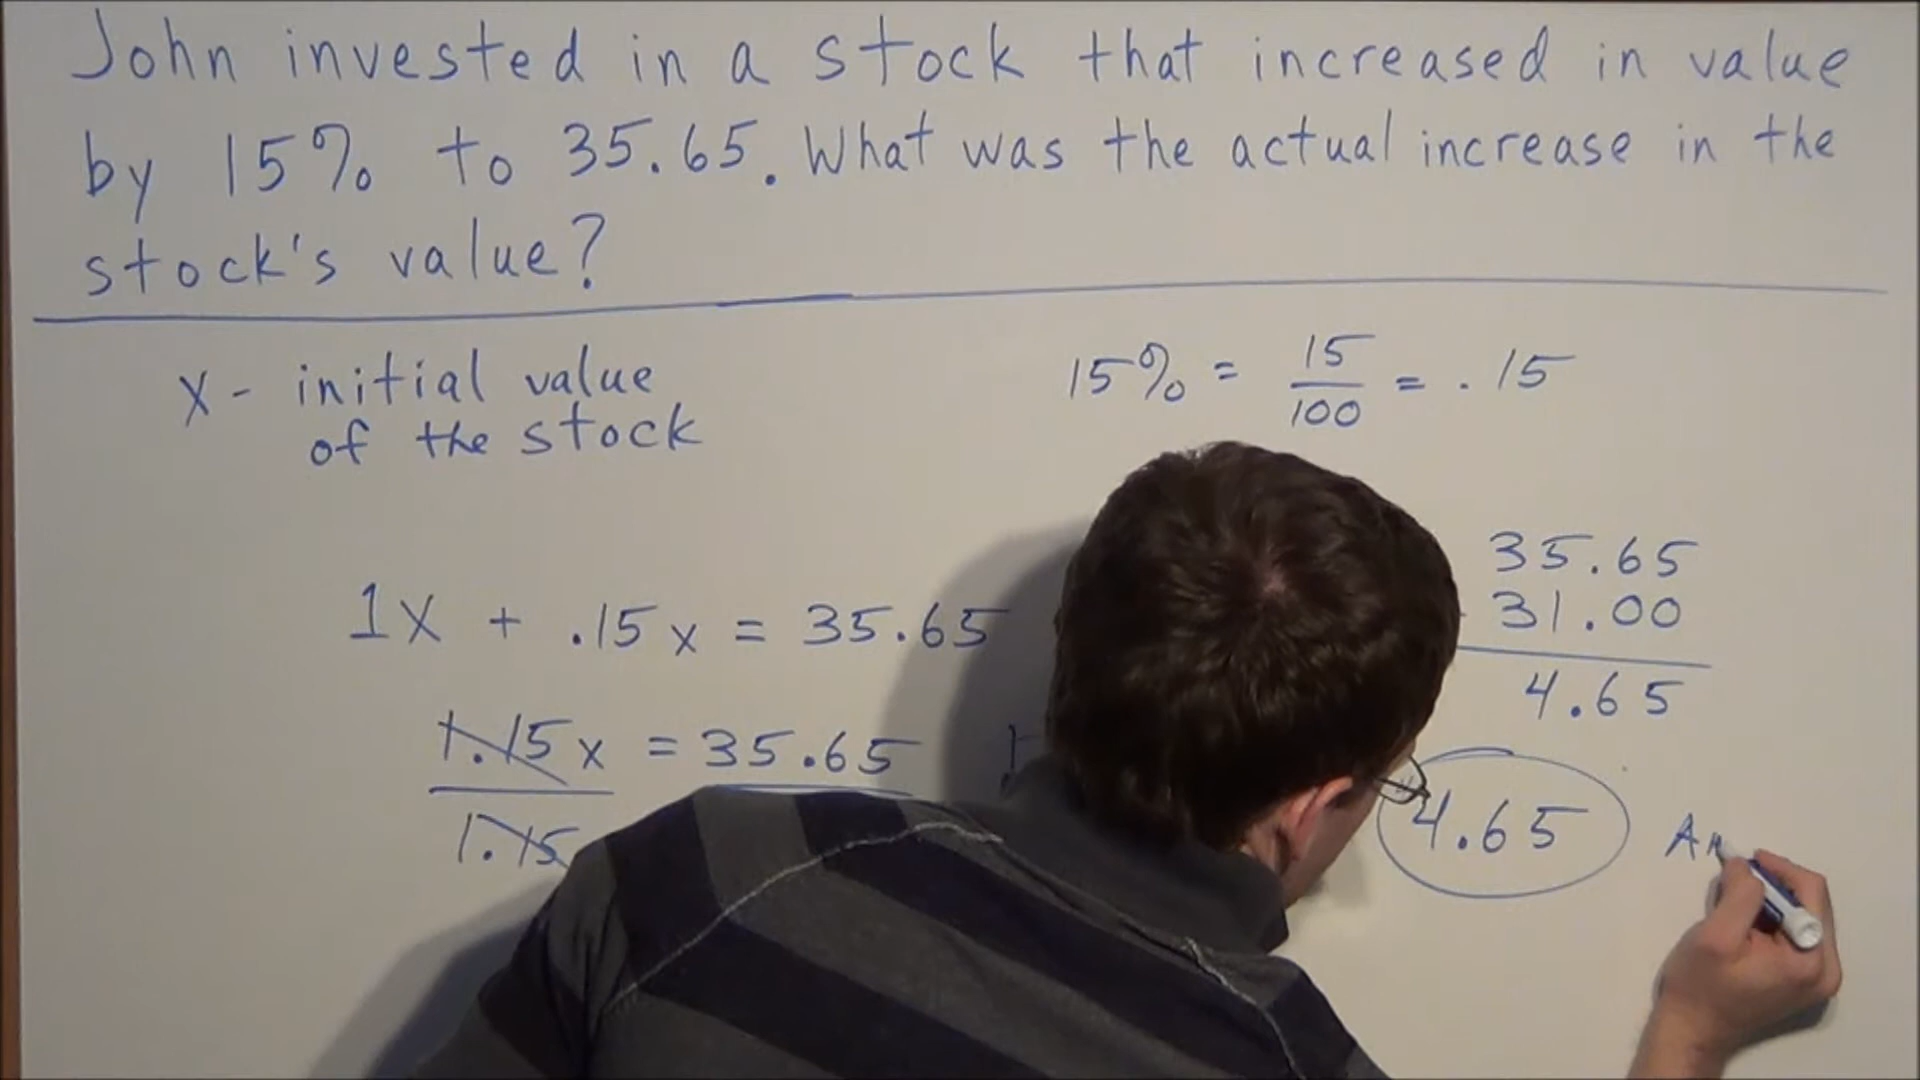 John invested in a stock that increased in value
by 15% to 35.65. What was the actual increase in the
stock's value?
x - initial value
of the stock
15% = 15/100 = .15
1x + .15x = 35.65
1.15x = 35.65
1.15
35.65
31.00
4.65
4.65